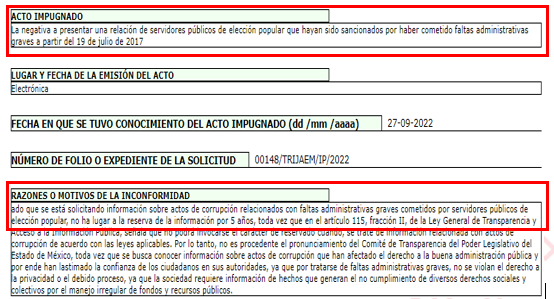 ACTO IMPUGNADO
La negativa a presentar una relación de servidores públicos de elección popular que hayan sido sancionados por haber cometido faltas administrativas
graves a partir del 19 de julio de 2017
LUGAR Y FECHA DE LA EMISIÓN DEL ACTO
Electrónica
FECHA EN QUE SE TUVO CONOCIMIENTO DEL ACTO IMPUGNADO (dd /mm /aaaa) 27-09-2022
NÚMERO DE FOLIO O EXPEDIENTE DE LA SOLICITUD 00148/TRIJAEM/IP/2022
RAZONES O MOTIVOS DE LA INCONFORMIDAD
ado que se está solicitando información sobre actos de corrupción relacionados con faltas administrativas graves cometidos por servidores públicos de
elección popular, no ha lugar a la reserva de la información por 5 años, toda vez que en el artículo 115, fracción II, de la Ley General de Transparencia y
Acceso a la Información Pública, señala que no podrá invocarse el carácter de reservado cuando, se trate de información relacionada con actos de
corrupción de acuerdo con las leyes aplicables. Por lo tanto, no es procedente el pronunciamiento del Comité de Transparencia del Poder Legislativo del
Estado de México, toda vez que se busca conocer información sobre actos de corrupción que han afectado el derecho a la buena administración pública y
por ende han lastimado la confianza de los ciudadanos en sus autoridades, ya que por tratarse de faltas administrativas graves, no se violan el derecho a
la privacidad o el debido proceso, ya que la sociedad requiere información de hechos que generan el no cumplimiento de diversos derechos sociales y
colectivos por el manejo irregular de fondos y recursos públicos.